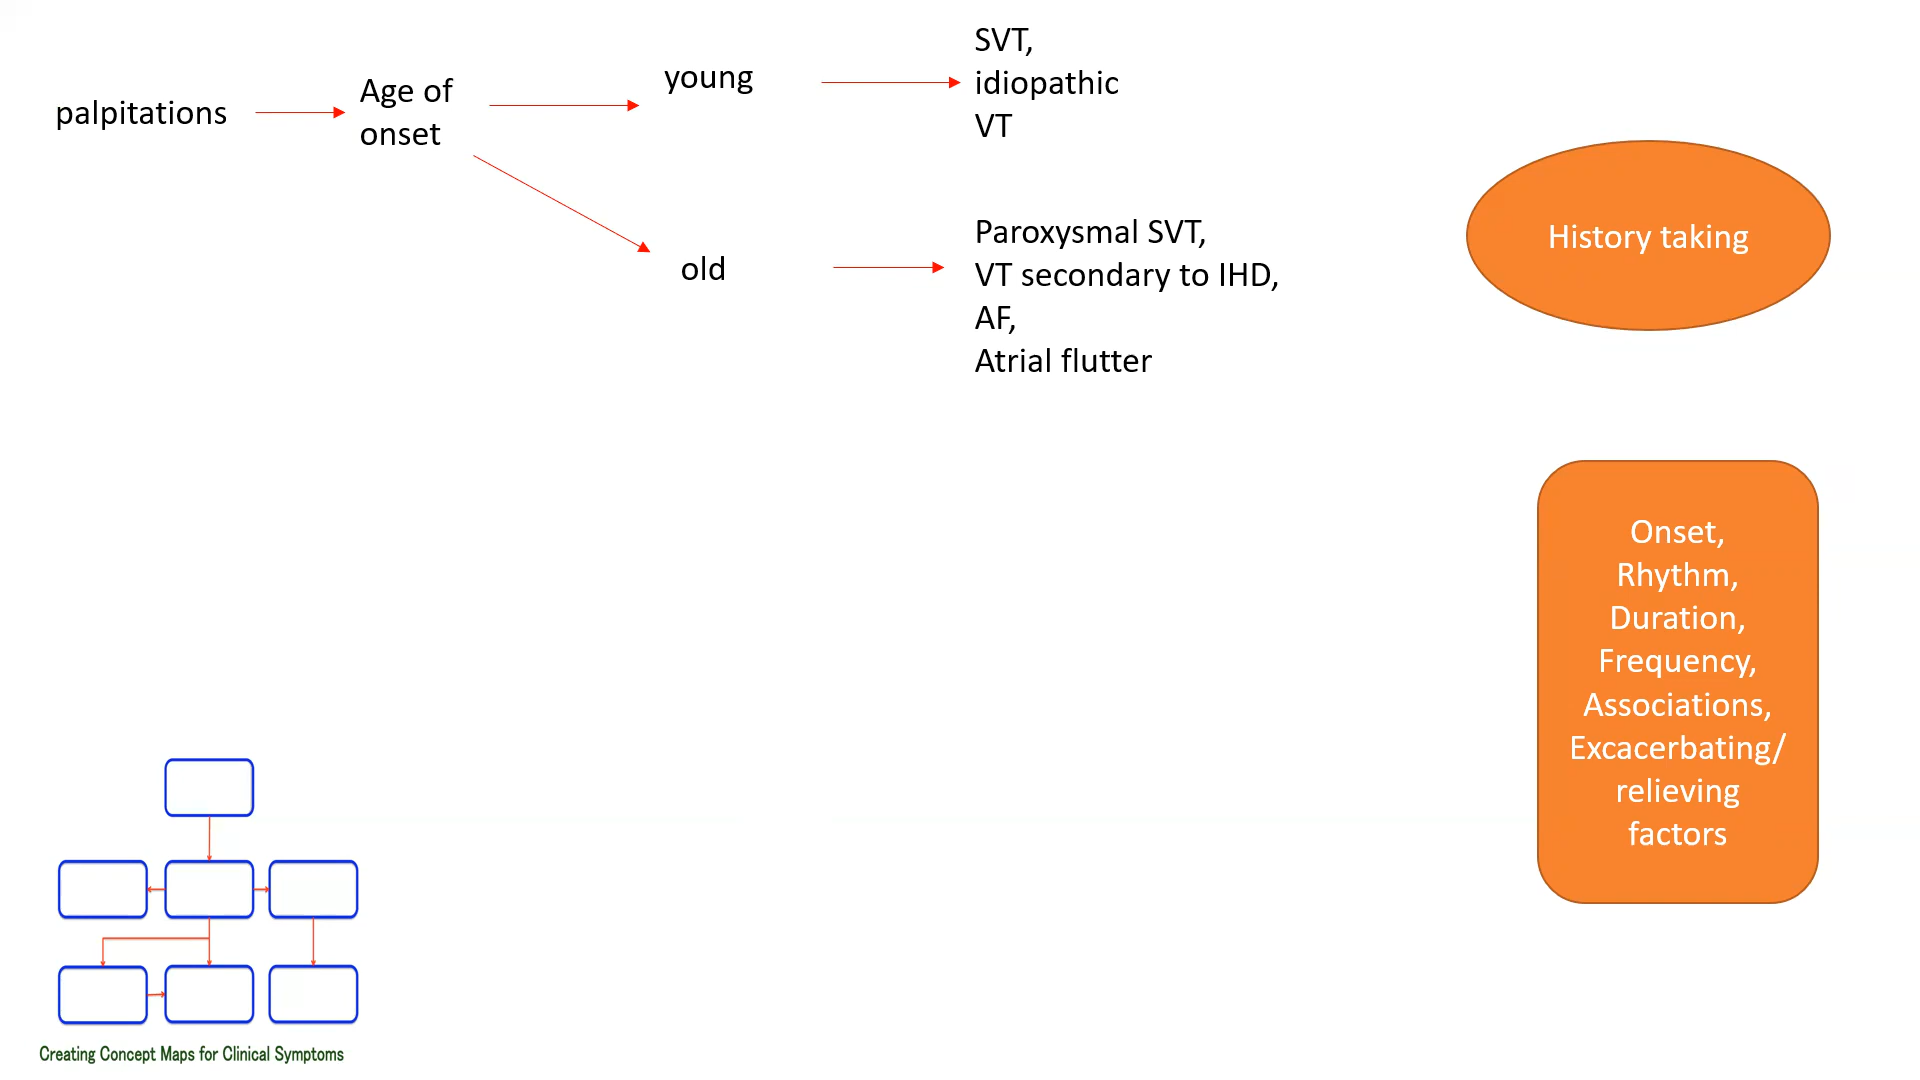 palpitations
Age of
onset
young
SVT,
idiopathic
VT
old
Paroxysmal SVT,
VT secondary to IHD,
AF,
Atrial flutter
History taking
Onset,
Rhythm,
Duration,
Frequency,
Associations,
Excacerbating/
relieving
factors
Creating Concept Maps for Clinical Symptoms